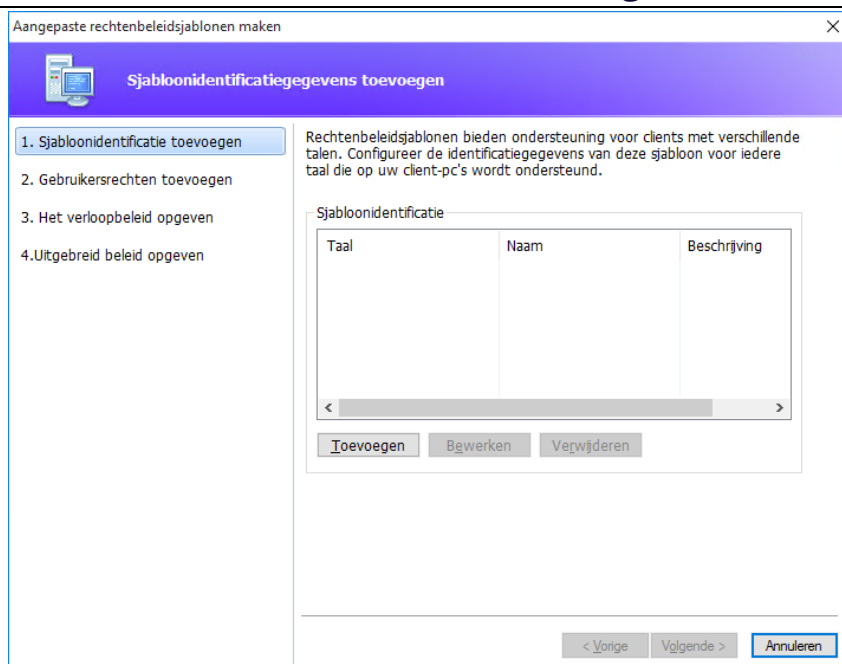 Aangepaste rechtenbeleidsjablonen maken
Sjabloonidentificatiegegevens toevoegen
1. Sjabloonidentificatie toevoegen
2. Gebruikersrechten toevoegen
3. Het verloopbeleid opgeven
4.Uitgebreid beleid opgeven
Rechtenbeleidsjablonen bieden ondersteuning voor clients met verschillende
talen. Configureer de identificatiegegevens van deze sjabloon voor iedere
taal die op uw client-pc's wordt ondersteund.
Sjabloonidentificatie
Taal Naam Beschrijving
Toevoegen Bewerken Verwijderen
< Vorige Volgende > Annuleren